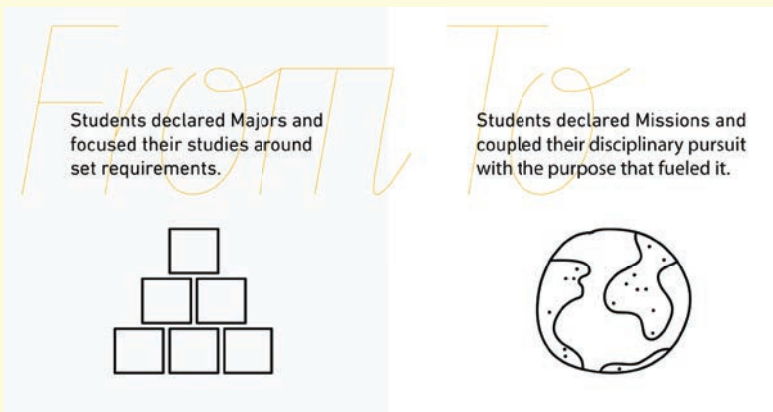 From
Students declared Majors and
focused their studies around
set requirements.
To
Students declared Missions and
coupled their disciplinary pursuit
with the purpose that fueled it.